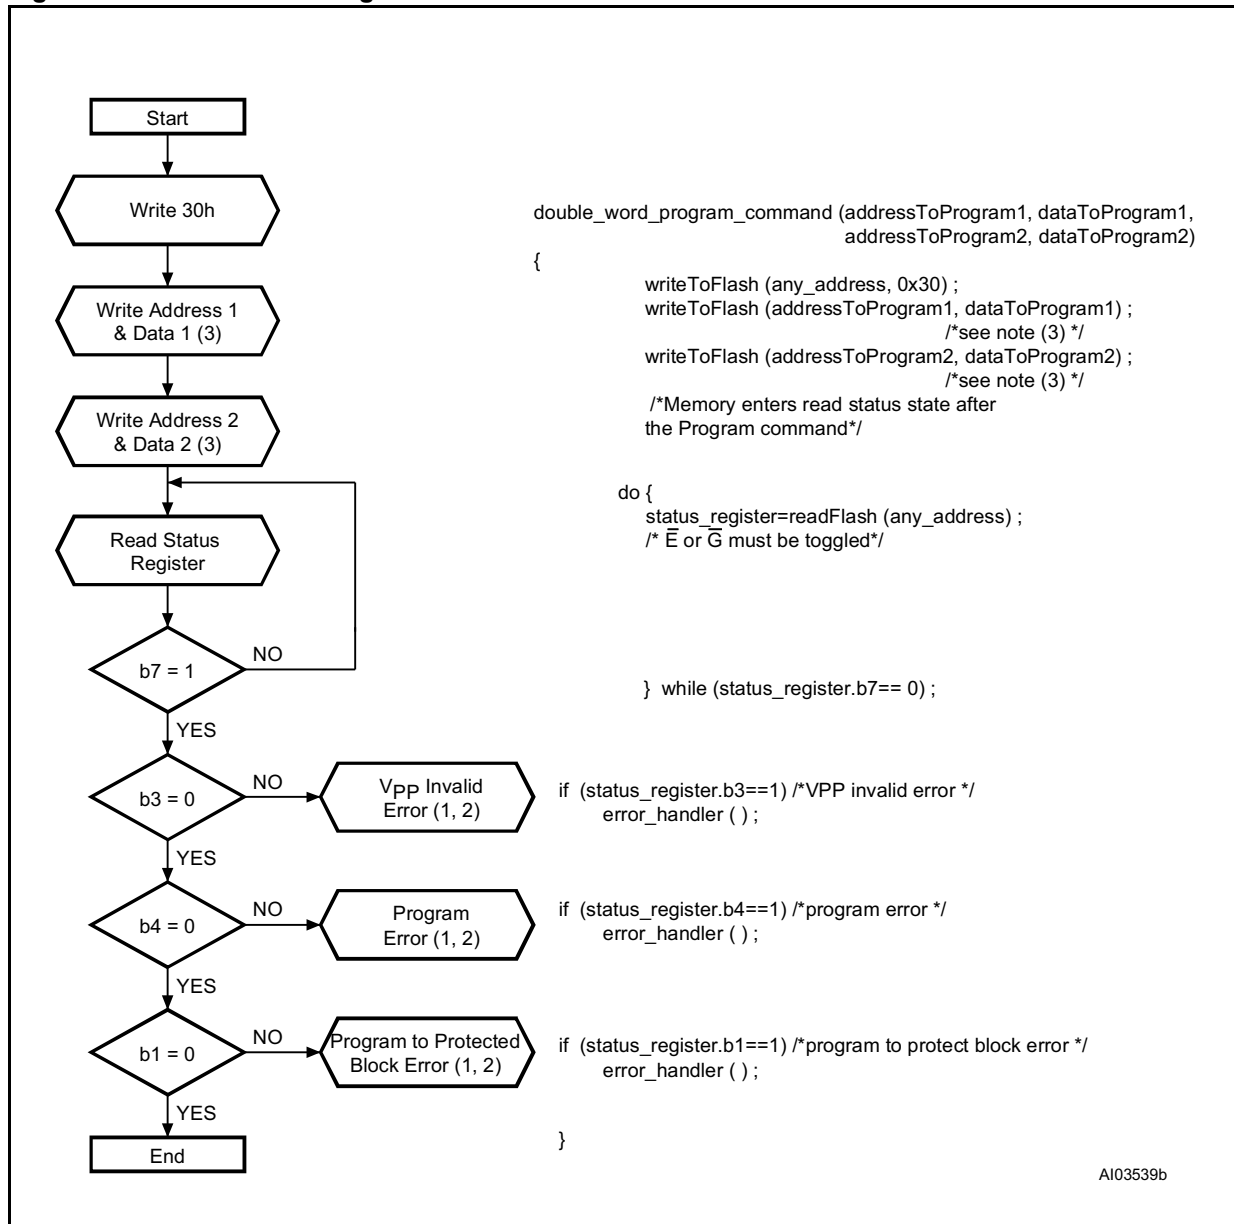 Start
Write 30h
Write Address 1
& Data 1 (3)
Write Address 2
& Data 2 (3)
Read Status
Register
b7 = 1
NO
YES
b3 = 0
NO
VPP Invalid
Error (1, 2)
YES
b4 = 0
NO
Program
Error (1, 2)
YES
b1 = 0
NO
Program to Protected
Block Error (1, 2)
YES
End
double_word_program_command (addressToProgram1, dataToProgram1,
addressToProgram2, dataToProgram2)
{
writeToFlash (any_address, 0x30) ;
writeToFlash (addressToProgram1, dataToProgram1) ;
/*see note (3) */
writeToFlash (addressToProgram2, dataToProgram2) ;
/*see note (3) */
/*Memory enters read status state after
the Program command*/
do {
status_register=readFlash (any_address) ;
/* E̅ or G̅ must be toggled*/
} while (status_register.b7== 0) ;
if (status_register.b3==1) /*VPP invalid error */
error_handler ( ) ;
if (status_register.b4==1) /*program error */
error_handler ( ) ;
if (status_register.b1==1) /*program to protect block error */
error_handler ( ) ;
}
AI03539b